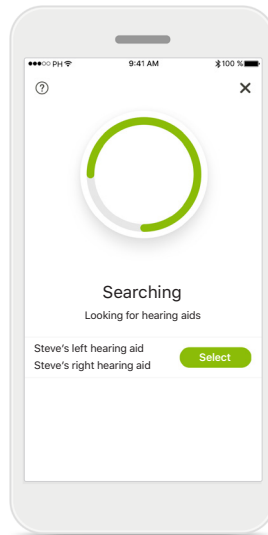 ●●●○○ PH 9:41 AM 100 %
?
Searching
Looking for hearing aids
Steve's left hearing aid
Steve's right hearing aid
Select